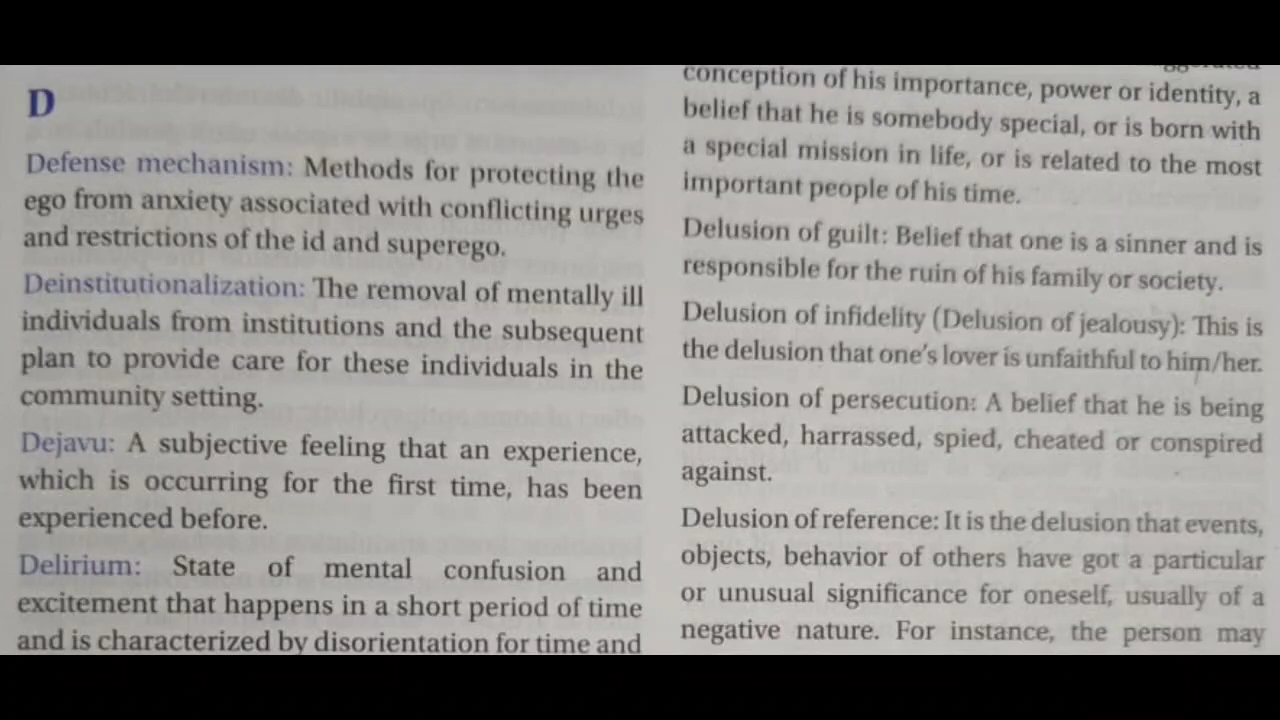 D
Defense mechanism: Methods for protecting the
ego from anxiety associated with conflicting urges
and restrictions of the id and superego.
Deinstitutionalization: The removal of mentally ill
individuals from institutions and the subsequent
plan to provide care for these individuals in the
community setting.
Dejavu: A subjective feeling that an experience,
which is occurring for the first time, has been
experienced before.
Delirium: State of mental confusion and
excitement that happens in a short period of time
and is characterized by disorientation for time and
conception of his importance, power or identity, a
belief that he is somebody special, or is born with
a special mission in life, or is related to the most
important people of his time.
Delusion of guilt: Belief that one is a sinner and is
responsible for the ruin of his family or society.
Delusion of infidelity (Delusion of jealousy): This is
the delusion that one's lover is unfaithful to him/her.
Delusion of persecution: A belief that he is being
attacked, harrassed, spied, cheated or conspired
against.
Delusion of reference: It is the delusion that events,
objects, behavior of others have got a particular
or unusual significance for oneself, usually of a
negative nature. For instance, the person may